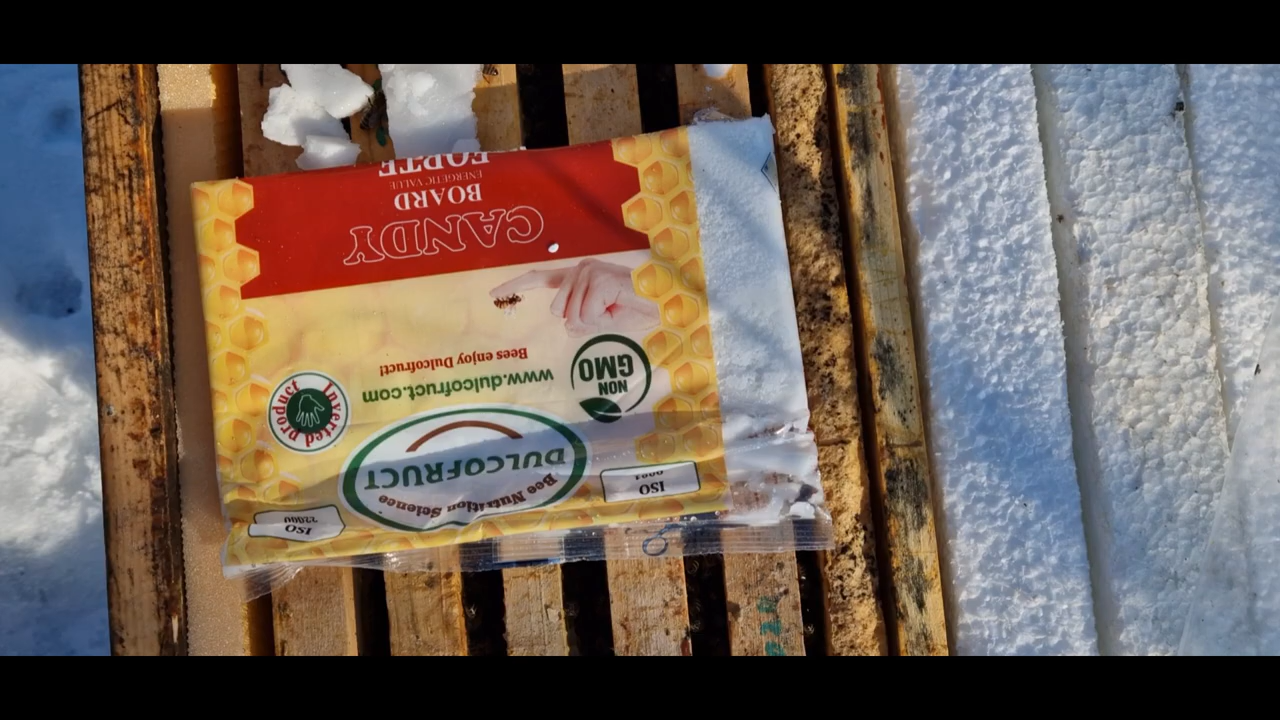 ISO
22000
ISO
9001
Bee Nutrition Science
DULCOFRUCT
Inverted product
NON
GMO
www.dulcofruct.com
Bees enjoy Dulcofruct!
CANDY
BOARD
ENERGETIC VALUE
FORTE